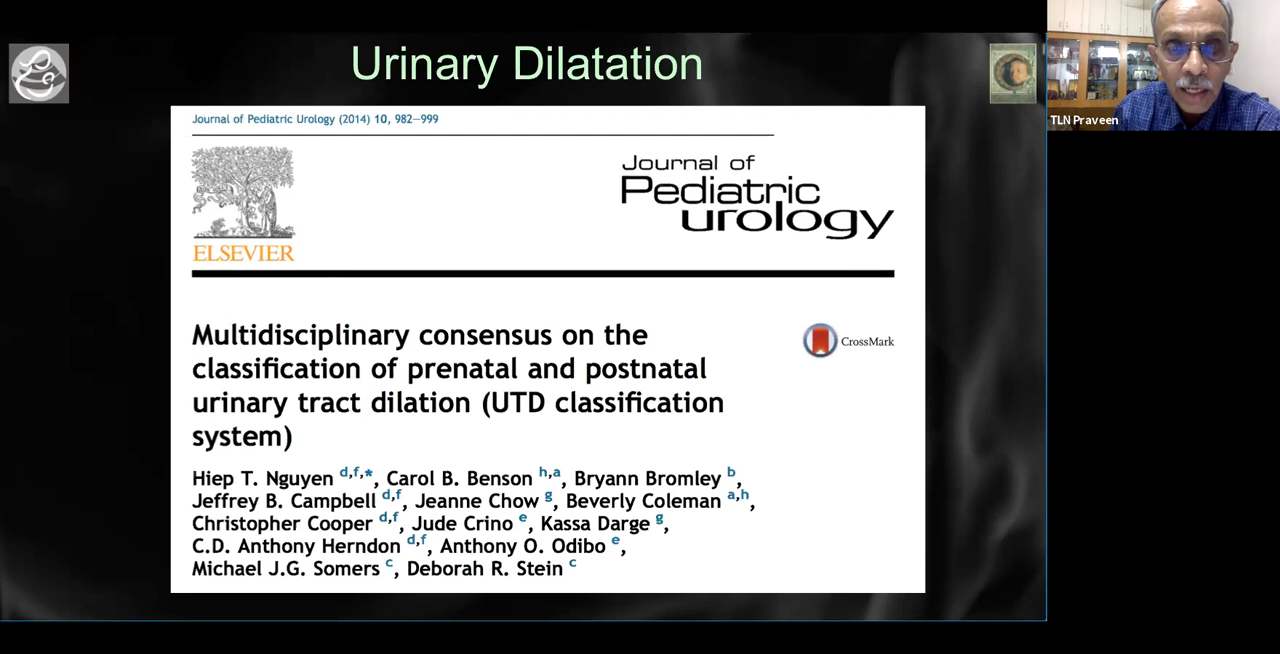 Urinary Dilatation
TLN Praveen
Journal of Pediatric Urology (2014) 10, 982–999
Journal of
Pediatric
urology
ELSEVIER
Multidisciplinary consensus on the
classification of prenatal and postnatal
urinary tract dilation (UTD classification
system)
CrossMark
Hiep T. Nguyen d,f,*, Carol B. Benson h,a, Bryann Bromley b,
Jeffrey B. Campbell d,f, Jeanne Chow g, Beverly Coleman a,h,
Christopher Cooper d,f, Jude Crino e, Kassa Darge g,
C.D. Anthony Herndon d,f, Anthony O. Odibo e,
Michael J.G. Somers c, Deborah R. Stein c